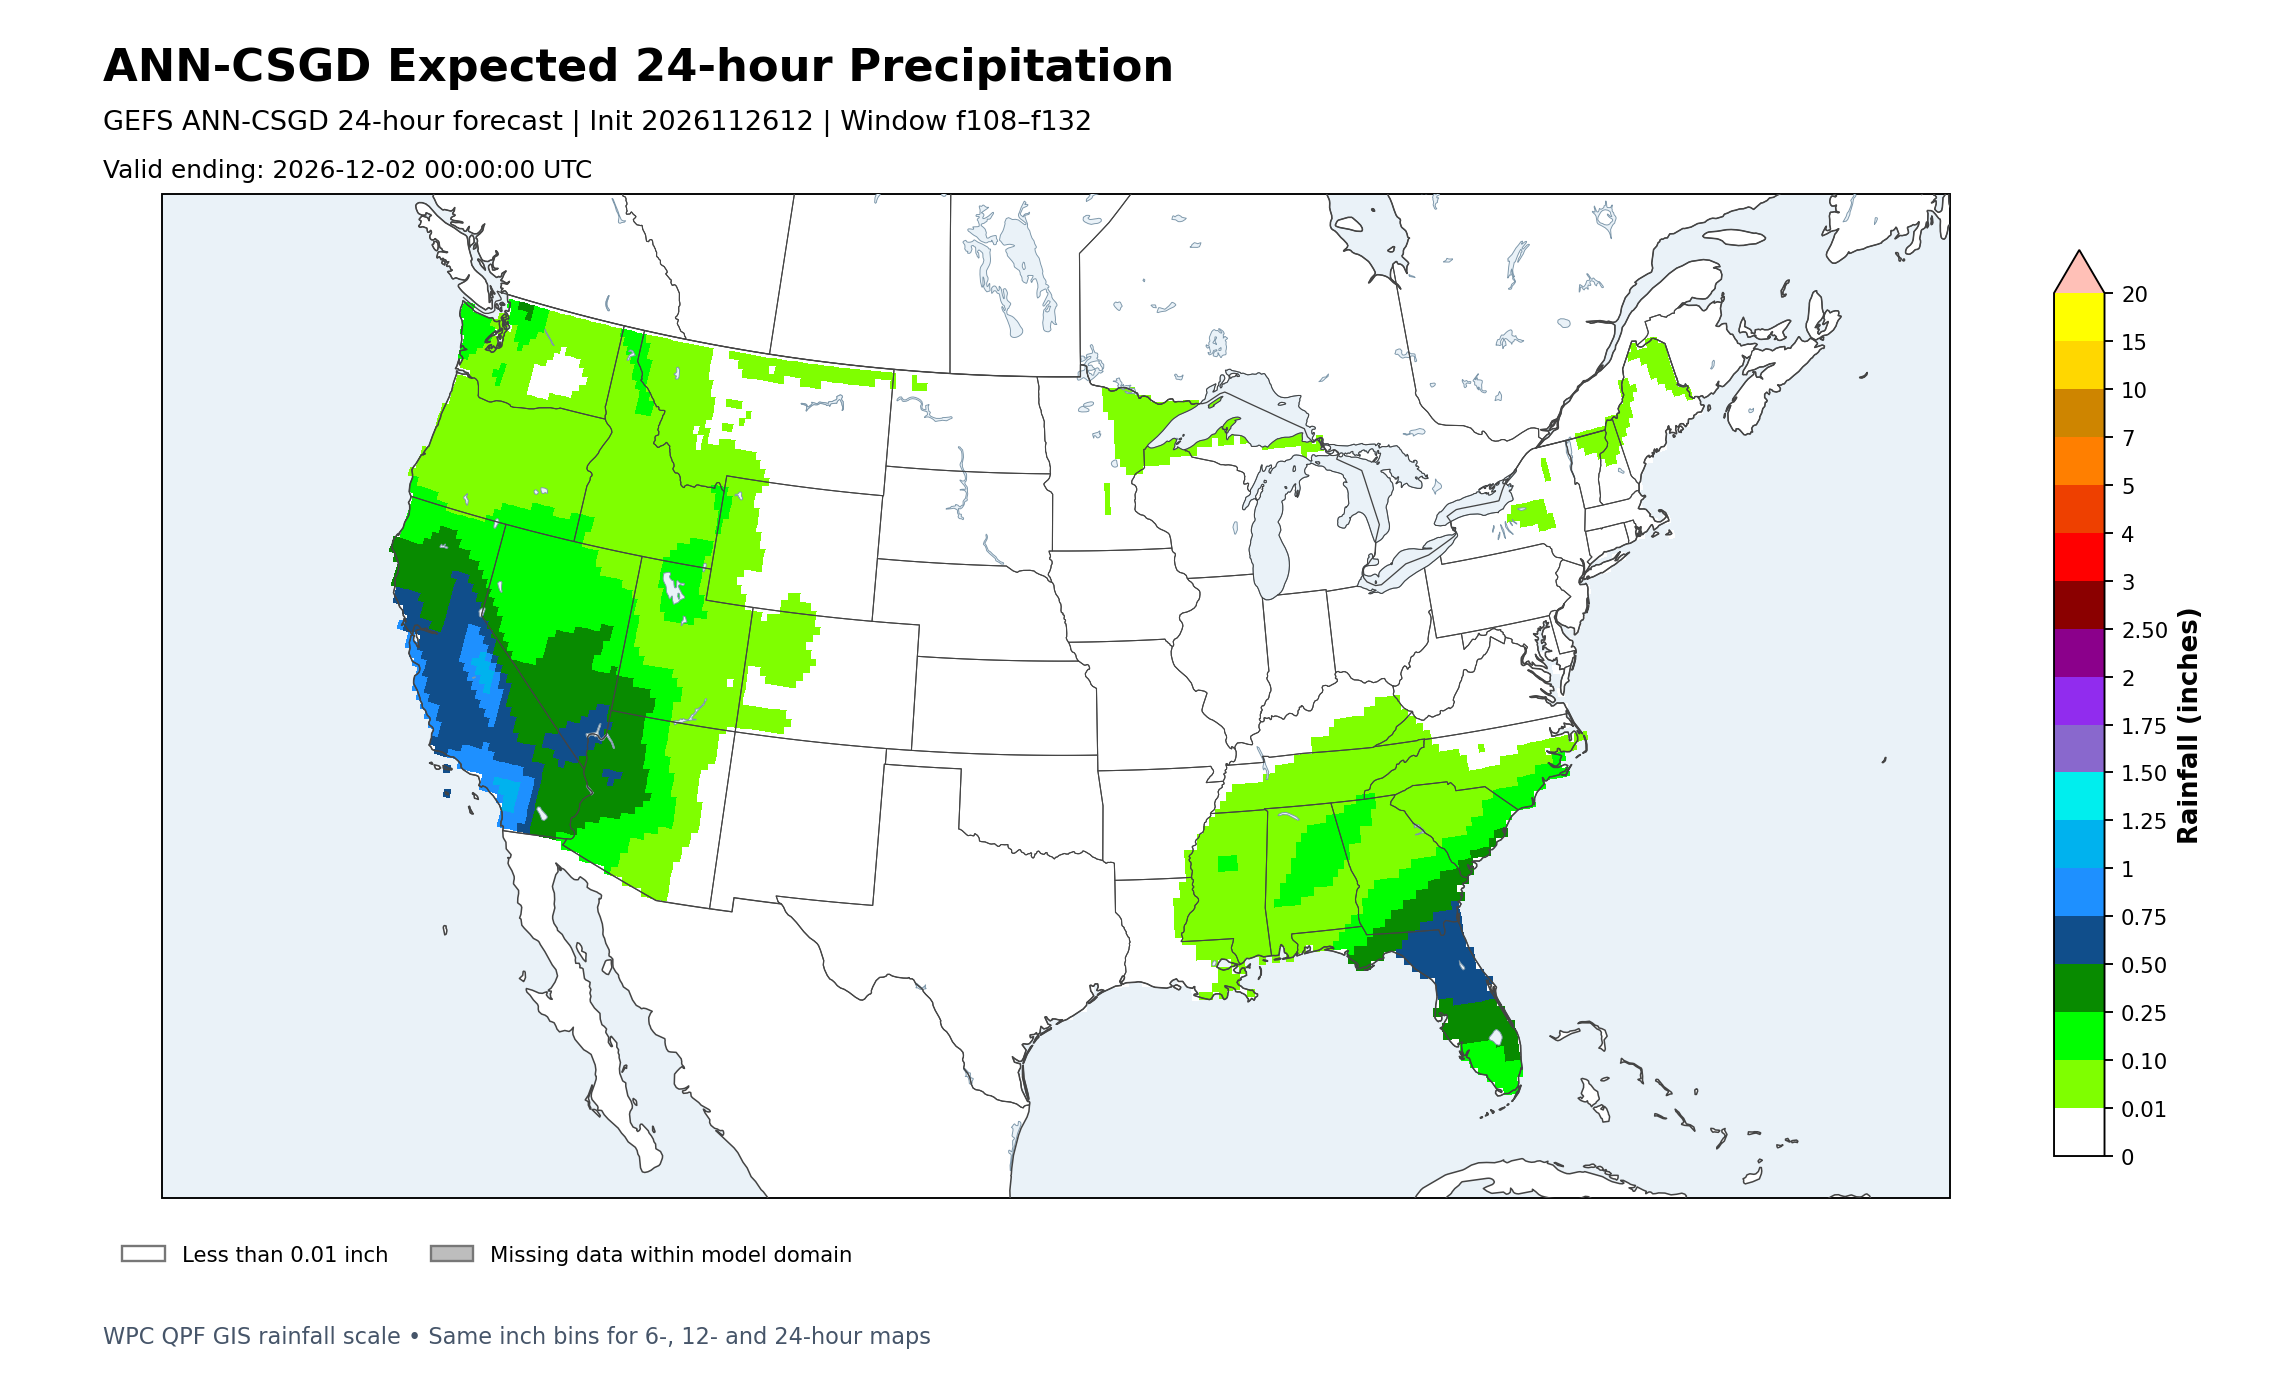 ANN-CSGD Expected 24-hour Precipitation
GEFS ANN-CSGD 24-hour forecast | Init 2026112612 | Window f108–f132
Valid ending: 2026-12-02 00:00:00 UTC
20
15
10
7
5
4
3
2.50
2
1.75
1.50
1.25
1
0.75
0.50
0.25
0.10
0.01
0
Rainfall (inches)
Less than 0.01 inch
Missing data within model domain
WPC QPF GIS rainfall scale • Same inch bins for 6-, 12- and 24-hour maps